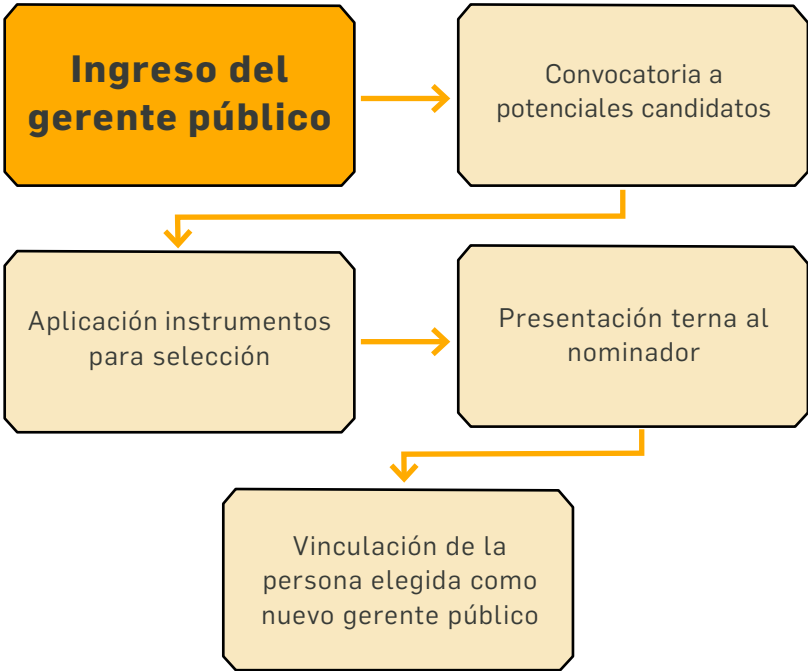 Ingreso del
gerente público
Convocatoria a
potenciales candidatos
Aplicación instrumentos
para selección
Presentación terna al
nominador
Vinculación de la
persona elegida como
nuevo gerente público